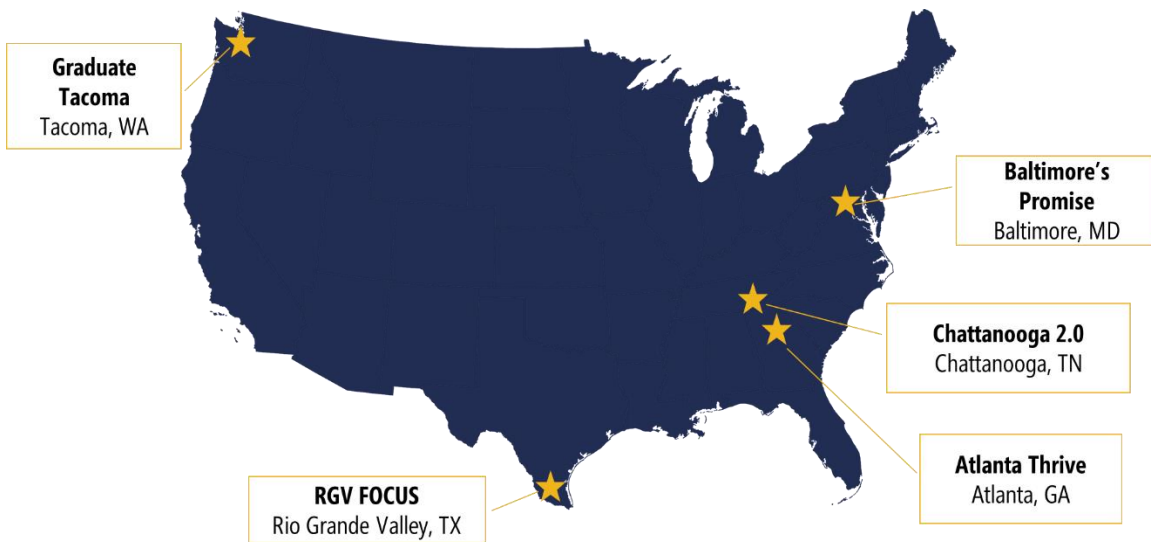 Graduate
Tacoma
Tacoma, WA
Baltimore’s
Promise
Baltimore, MD
Chattanooga 2.0
Chattanooga, TN
Atlanta Thrive
Atlanta, GA
RGV FOCUS
Rio Grande Valley, TX